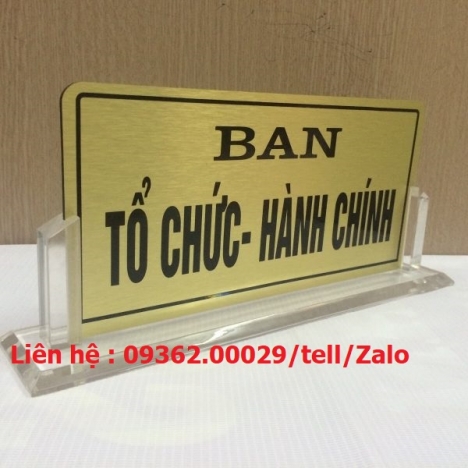 BAN
TỔ CHỨC- HÀNH CHÍNH
Liên hệ : 09362.00029/tell/Zalo